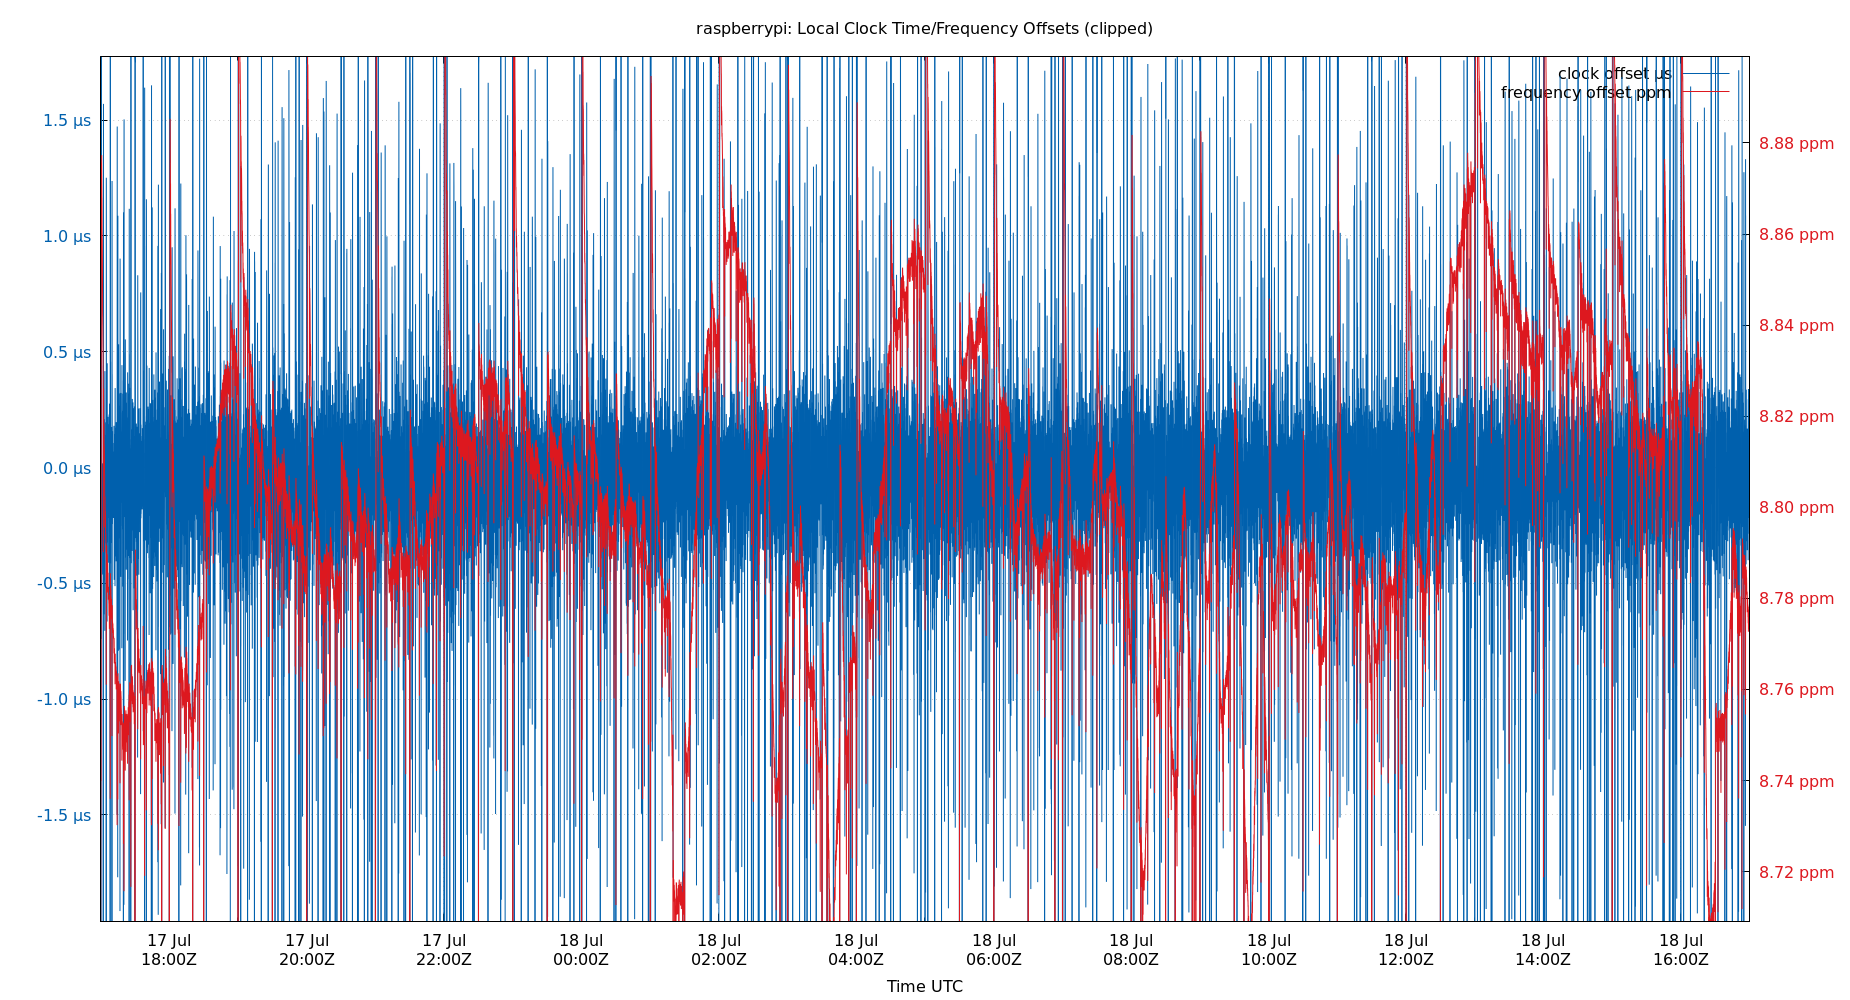 raspberrypi: Local Clock Time/Frequency Offsets (clipped)
clock offset µs
frequency offset ppm
1.5 µs
1.0 µs
0.5 µs
0.0 µs
-0.5 µs
-1.0 µs
-1.5 µs
8.88 ppm
8.86 ppm
8.84 ppm
8.82 ppm
8.80 ppm
8.78 ppm
8.76 ppm
8.74 ppm
8.72 ppm
17 Jul 17 Jul 17 Jul 18 Jul 18 Jul 18 Jul 18 Jul 18 Jul 18 Jul 18 Jul 18 Jul 18 Jul
18:00Z 20:00Z 22:00Z 00:00Z 02:00Z 04:00Z 06:00Z 08:00Z 10:00Z 12:00Z 14:00Z 16:00Z
Time UTC